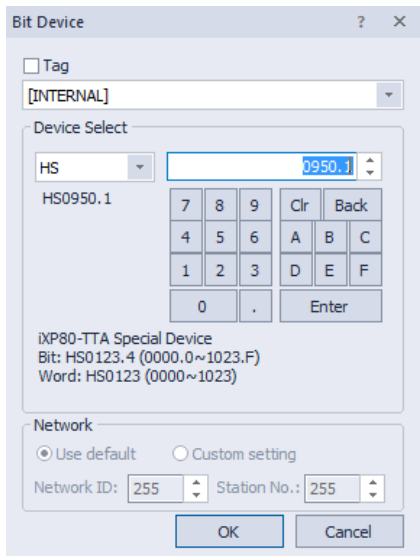 Bit Device ? ×
Tag
[INTERNAL]
Device Select
HS 0950.1
HS0950.1
7 8 9 Clr Back
4 5 6 A B C
1 2 3 D E F
0 . Enter
iXP80-TTA Special Device
Bit: HS0123.4 (0000.0~1023.F)
Word: HS0123 (0000~1023)
Network
Use default Custom setting
Network ID: 255 Station No.: 255
OK Cancel